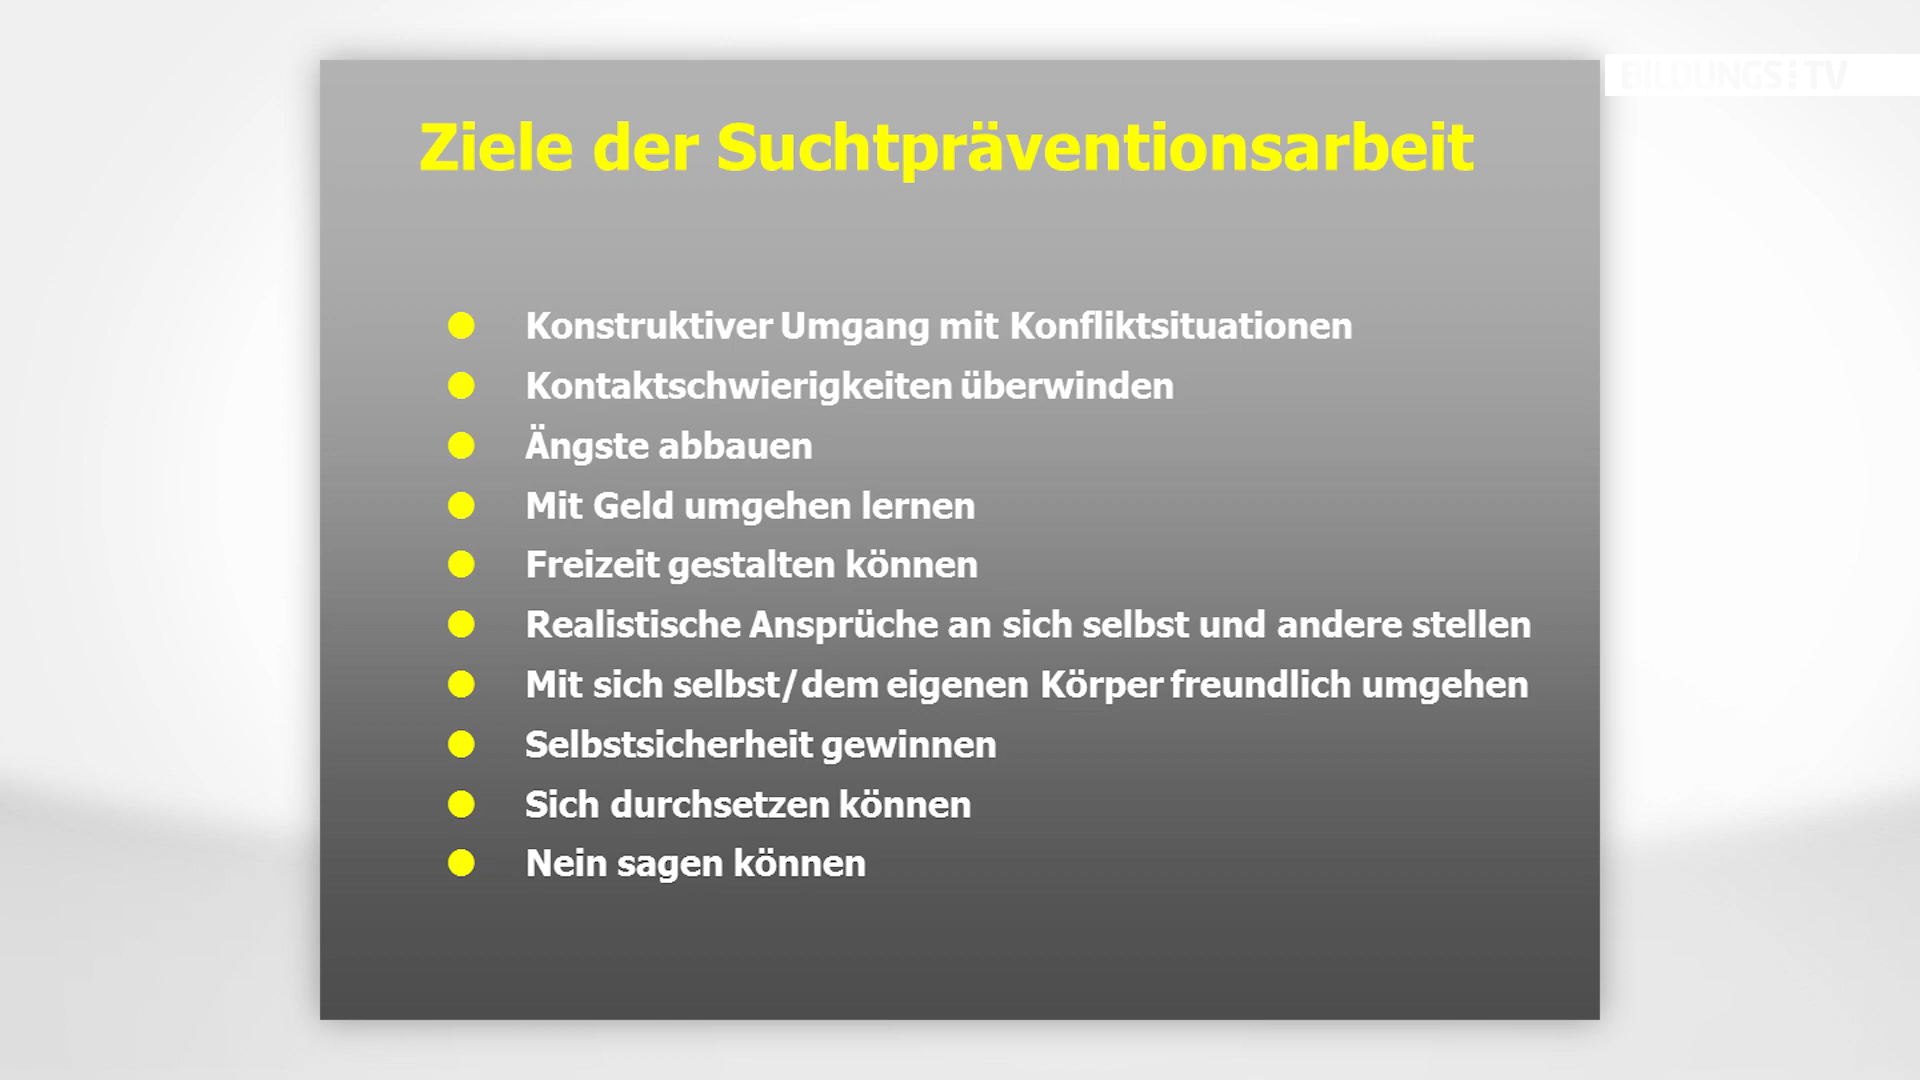 BILDUNGS TV
Ziele der Suchtpräventionsarbeit
Konstruktiver Umgang mit Konfliktsituationen
Kontaktschwierigkeiten überwinden
Ängste abbauen
Mit Geld umgehen lernen
Freizeit gestalten können
Realistische Ansprüche an sich selbst und andere stellen
Mit sich selbst/dem eigenen Körper freundlich umgehen
Selbstsicherheit gewinnen
Sich durchsetzen können
Nein sagen können